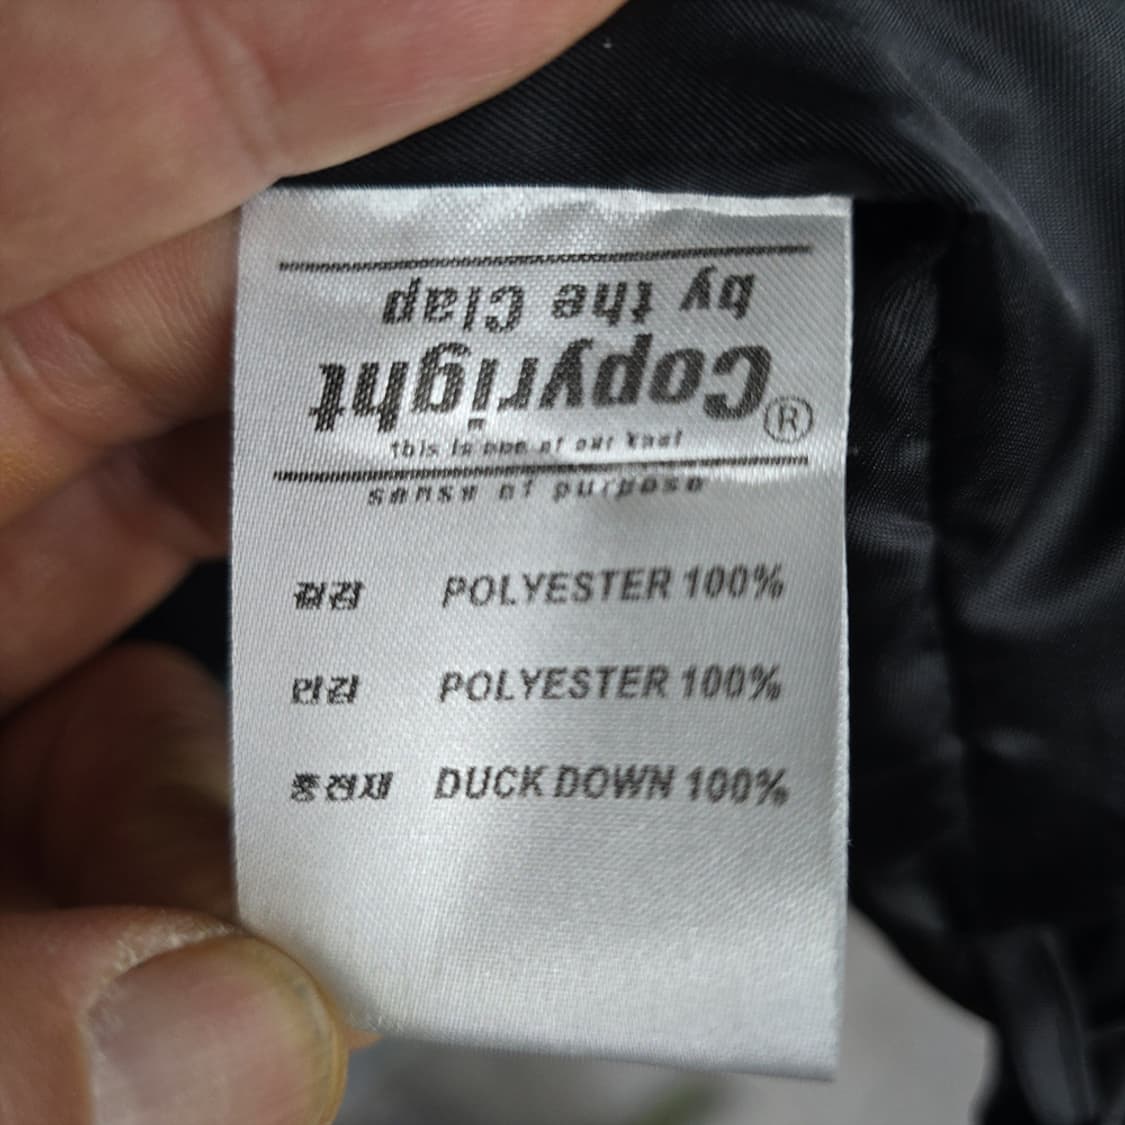 Copyright®
by the Clap
this is one of our
sense of purpose
겉감 POLYESTER 100%
안감 POLYESTER 100%
충전재 DUCK DOWN 100%